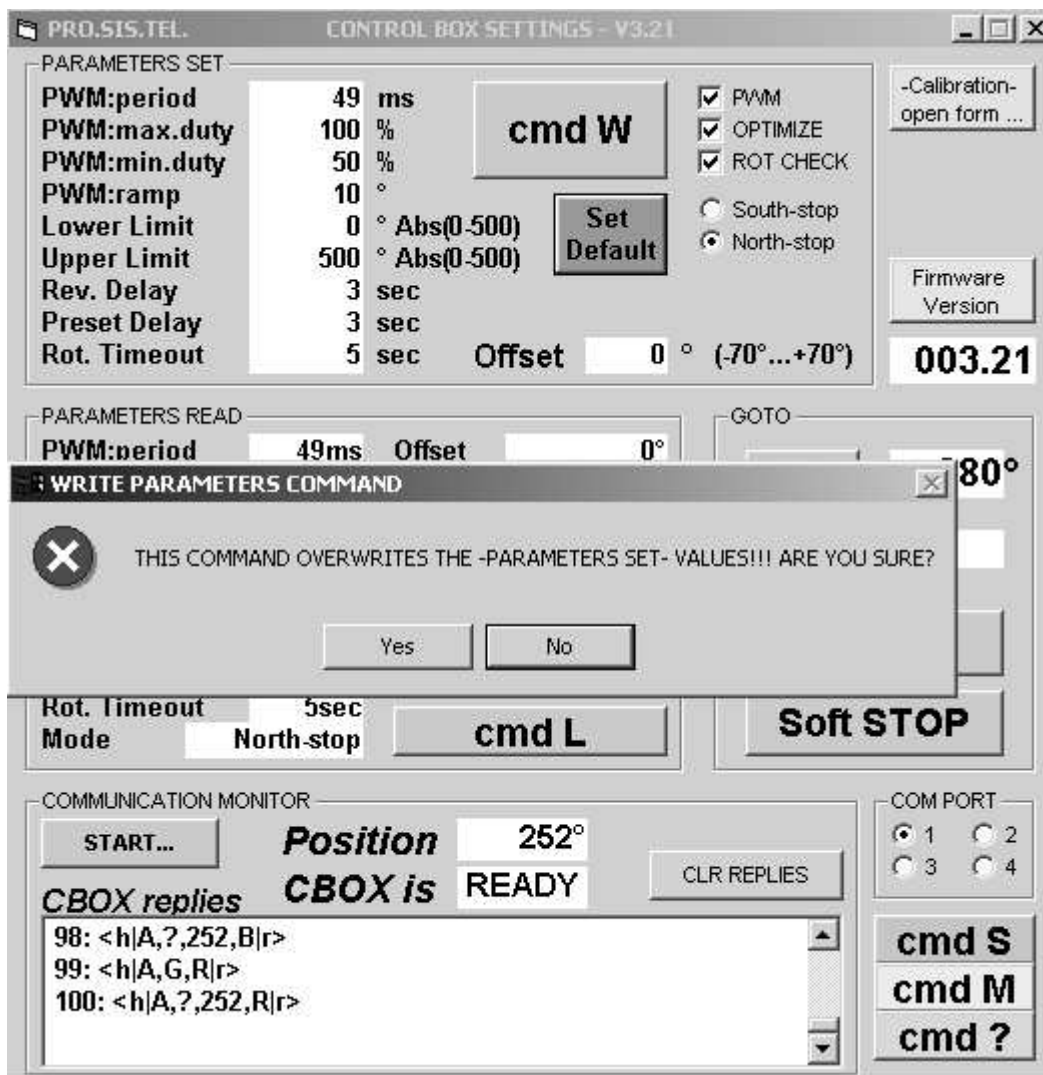 PRO.SIS.TEL. CONTROL BOX SETTINGS - V3.21
PARAMETERS SET
PWM:period 49 ms
PWM:max.duty 100 %
PWM:min.duty 50 %
PWM:ramp 10 °
Lower Limit 0 ° Abs(0-500)
Upper Limit 500 ° Abs(0-500)
Rev. Delay 3 sec
Preset Delay 3 sec
Rot. Timeout 5 sec
cmd W
Set
Default
PWM
OPTIMIZE
ROT CHECK
South-stop
North-stop
Offset 0 ° (-70°...+70°)
-Calibration-
open form ...
Firmware
Version
003.21
PARAMETERS READ
PWM:period 49ms Offset 0°
GOTO
80°
WRITE PARAMETERS COMMAND
THIS COMMAND OVERWRITES THE -PARAMETERS SET- VALUES!!! ARE YOU SURE?
Yes No
Rot. Timeout 5sec
Mode North-stop
cmd L
Soft STOP
COMMUNICATION MONITOR
START...
Position 252°
CBOX is READY
CLR REPLIES
CBOX replies
98: <h|A,?,252,B|r>
99: <h|A,G,R|r>
100: <h|A,?,252,R|r>
COM PORT
1 2
3 4
cmd S
cmd M
cmd ?